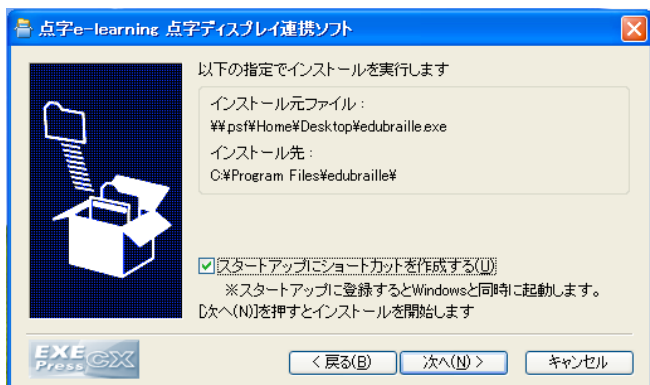 点字e-learning 点字ディスプレイ連携ソフト
以下の指定でインストールを実行します
インストール元ファイル：
¥¥psf¥Home¥Desktop¥edubraille.exe
インストール先：
C:¥Program Files¥edubraille¥
スタートアップにショートカットを作成する(U)
※スタートアップに登録するとWindowsと同時に起動します。
[次へ(N)]を押すとインストールを開始します
EXE
Press CX
< 戻る(B)
次へ(N) >
キャンセル